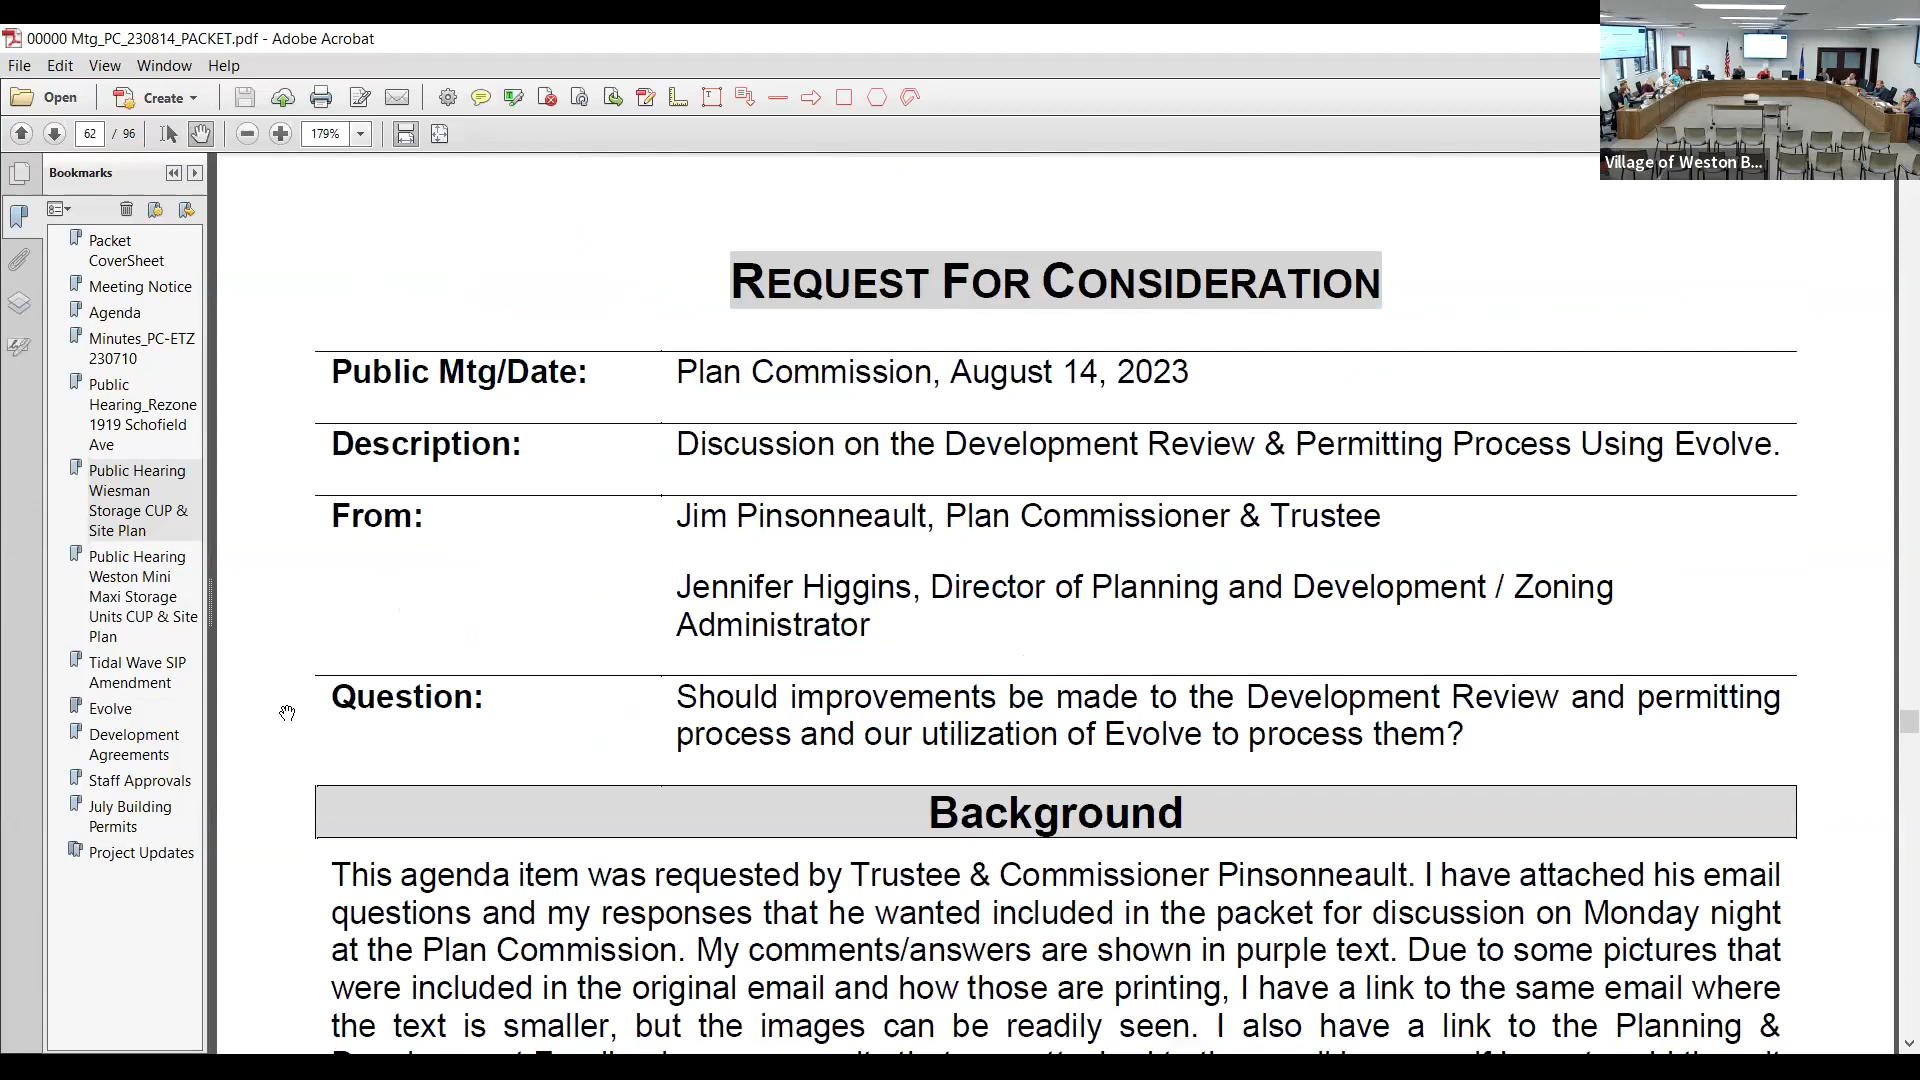 00000 Mtg_PC_230814_PACKET.pdf - Adobe Acrobat
File Edit View Window Help
Open Create
62 / 96 179%
Village of Weston B...
Bookmarks
Packet
CoverSheet
Meeting Notice
Agenda
Minutes_PC-ETZ
230710
Public
Hearing_Rezone
1919 Schofield
Ave
Public Hearing
Wiesman
Storage CUP &
Site Plan
Public Hearing
Weston Mini
Maxi Storage
Units CUP & Site
Plan
Tidal Wave SIP
Amendment
Evolve
Development
Agreements
Staff Approvals
July Building
Permits
Project Updates
REQUEST FOR CONSIDERATION
Public Mtg/Date: Plan Commission, August 14, 2023
Description: Discussion on the Development Review & Permitting Process Using Evolve.
From: Jim Pinsonneault, Plan Commissioner & Trustee
Jennifer Higgins, Director of Planning and Development / Zoning
Administrator
Question: Should improvements be made to the Development Review and permitting
process and our utilization of Evolve to process them?
Background
This agenda item was requested by Trustee & Commissioner Pinsonneault. I have attached his email
questions and my responses that he wanted included in the packet for discussion on Monday night
at the Plan Commission. My comments/answers are shown in purple text. Due to some pictures that
were included in the original email and how those are printing, I have a link to the same email where
the text is smaller, but the images can be readily seen. I also have a link to the Planning &